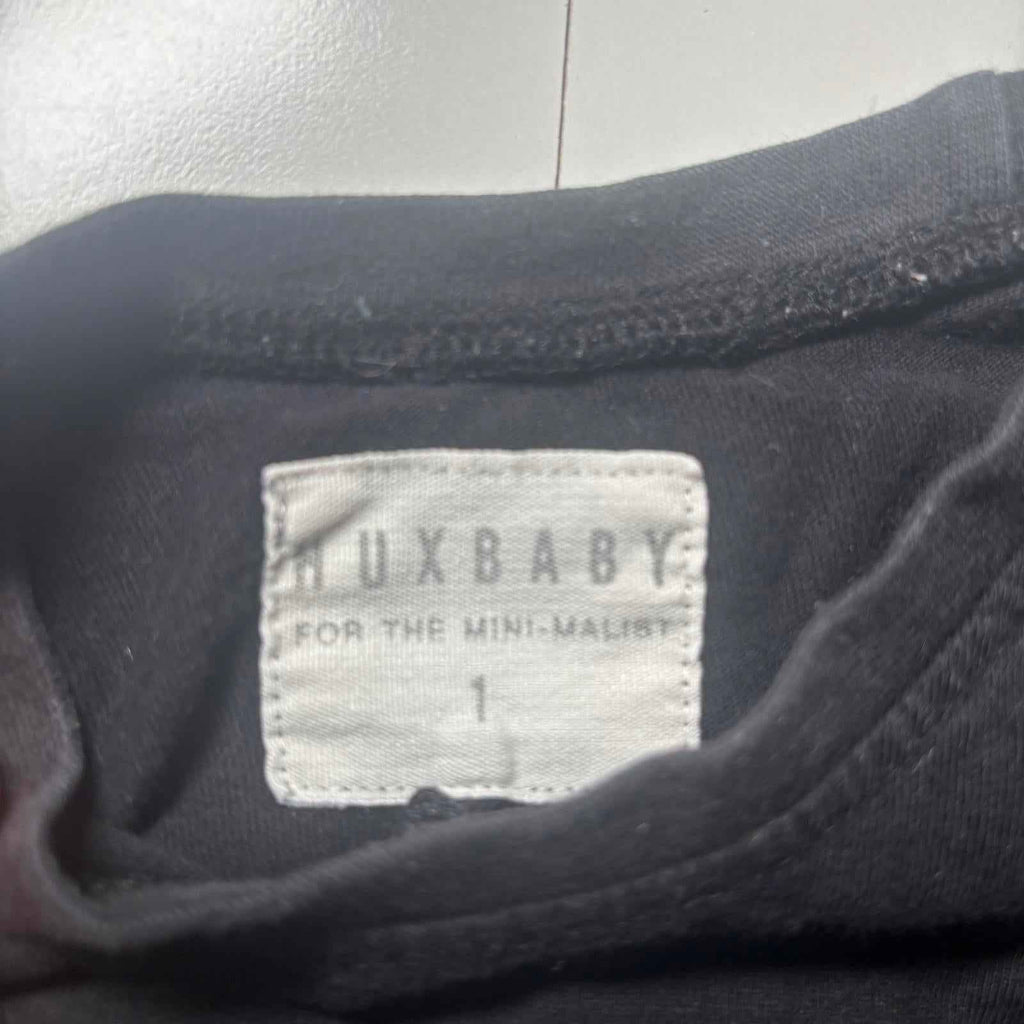 HUXBABY
FOR THE MINI-MALIST
1